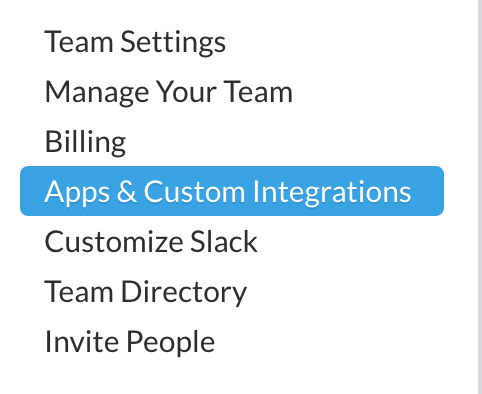 Team Settings
Manage Your Team
Billing
Apps & Custom Integrations
Customize Slack
Team Directory
Invite People